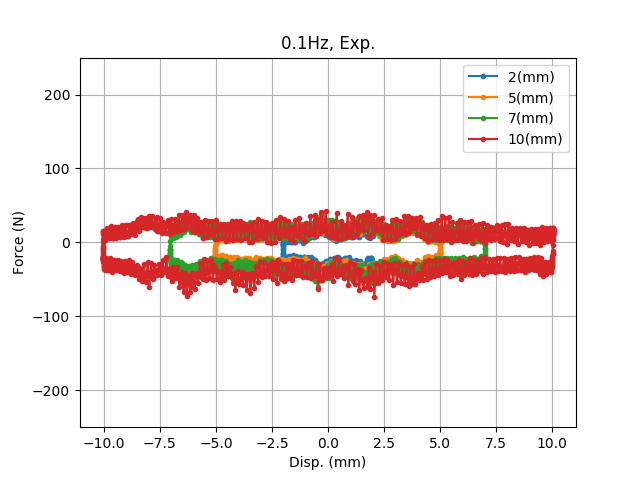 0.1Hz, Exp.
2(mm)
5(mm)
7(mm)
10(mm)
200
100
0
−100
−200
Force (N)
−10.0 −7.5 −5.0 −2.5 0.0 2.5 5.0 7.5 10.0
Disp. (mm)